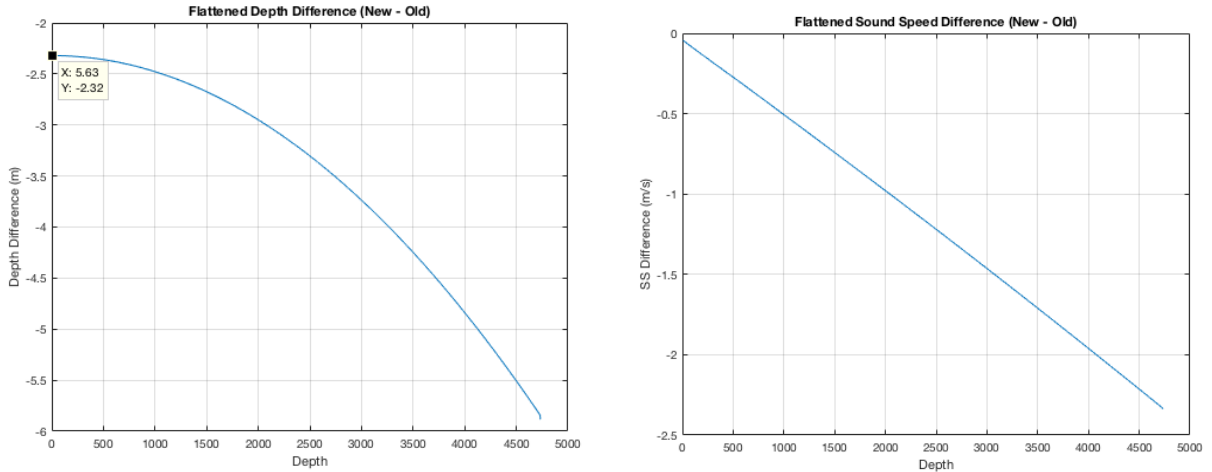 Flattened Depth Difference (New - Old)
-2
-2.5
-3
-3.5
-4
-4.5
-5
-5.5
-6
Depth Difference (m)
X: 5.63
Y: -2.32
0 500 1000 1500 2000 2500 3000 3500 4000 4500 5000
Depth
Flattened Sound Speed Difference (New - Old)
0
-0.5
-1
-1.5
-2
-2.5
SS Difference (m/s)
0 500 1000 1500 2000 2500 3000 3500 4000 4500 5000
Depth